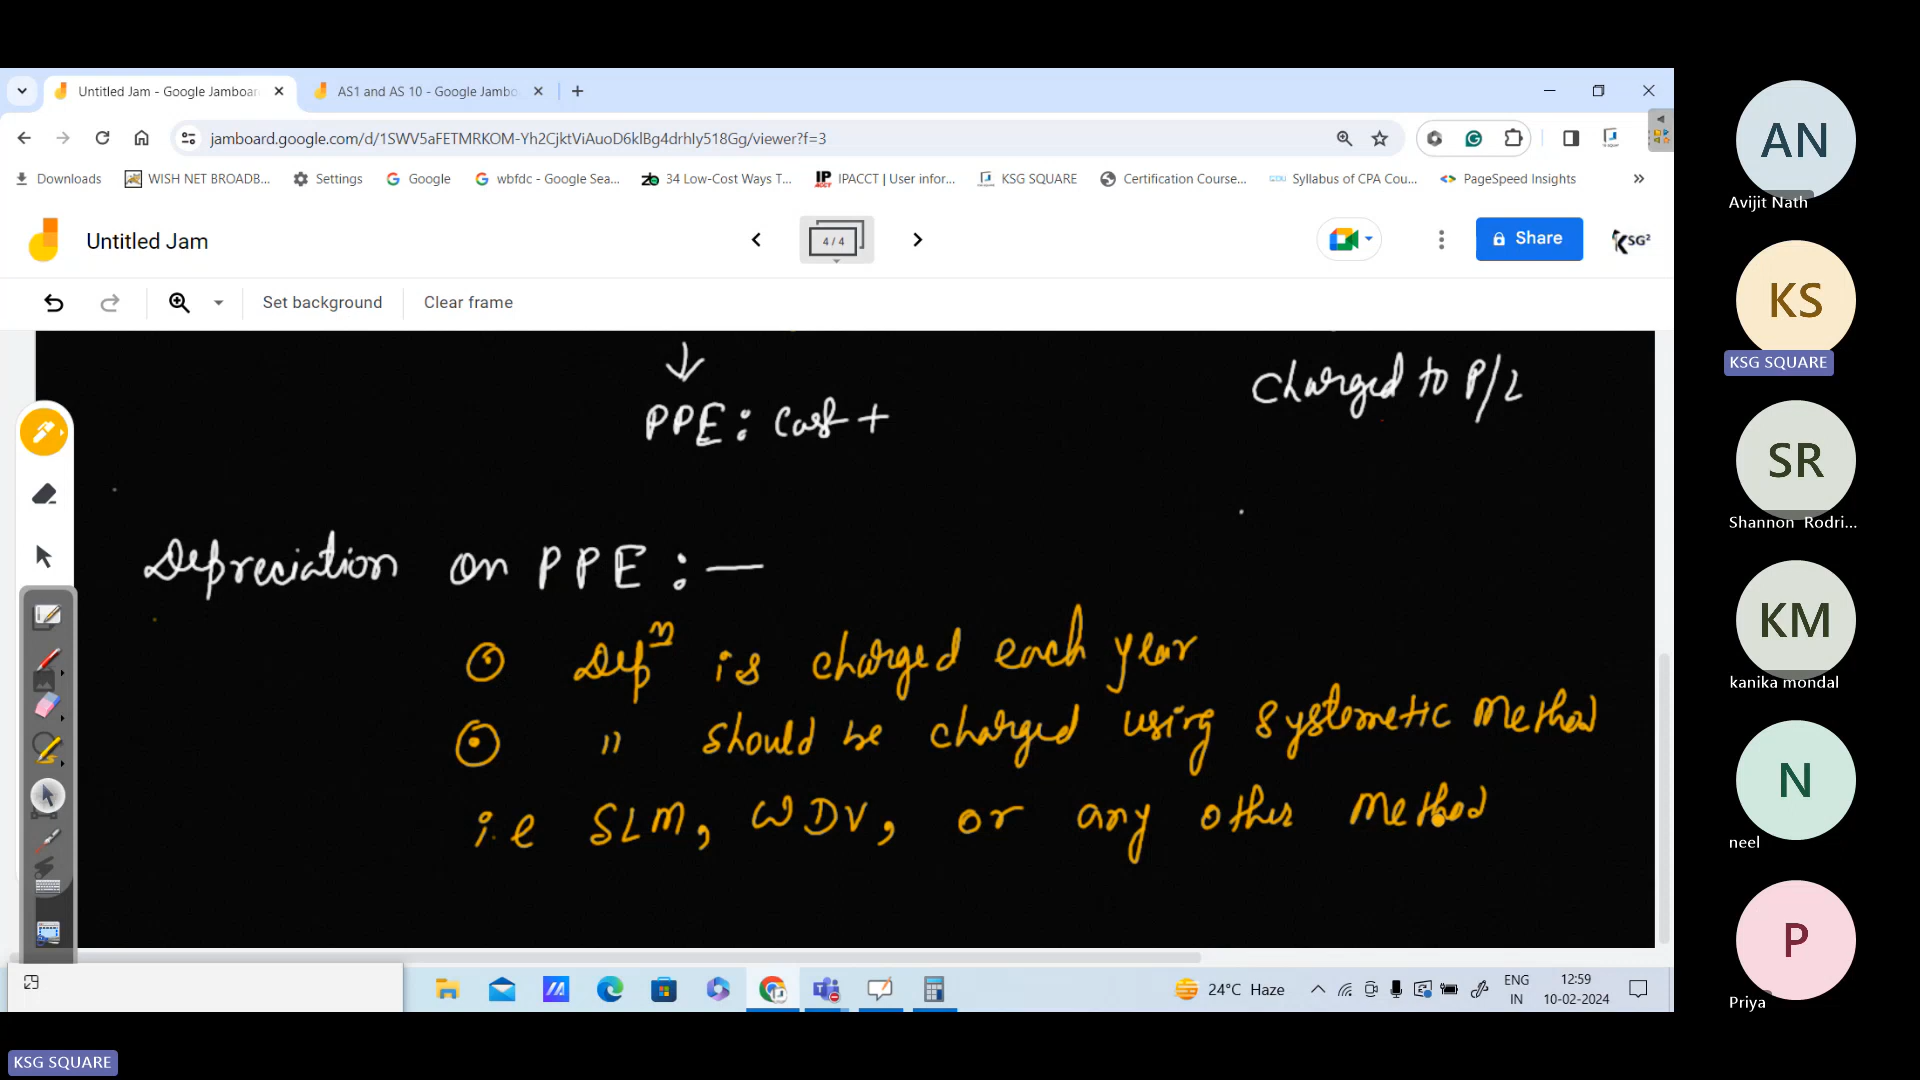 Untitled Jam - Google Jamboar
AS1 and AS 10 - Google Jambo
jamboard.google.com/d/1SWV5aFETMRKOM-Yh2CjktViAuoD6klBg4drhly518Gg/viewer?f=3
Downloads WISH NET BROADB... Settings Google wbfdc - Google Sea... 34 Low-Cost Ways T... IPACCT | User infor... KSG SQUARE Certification Course... Syllabus of CPA Cou... PageSpeed Insights
Untitled Jam
4 / 4
Share
KSG²
Set background Clear frame
Charged to P/L
PPE: Cost +
Depreciation on PPE :—
Depⁿ is charged each year
" should be charged using systemetic Method
i.e SLM, WDV, or any other Method
24°C Haze
ENG
IN
12:59
10-02-2024
KSG SQUARE
AN
Avijit Nath
KS
KSG SQUARE
SR
Shannon Rodri...
KM
kanika mondal
N
neel
P
Priya